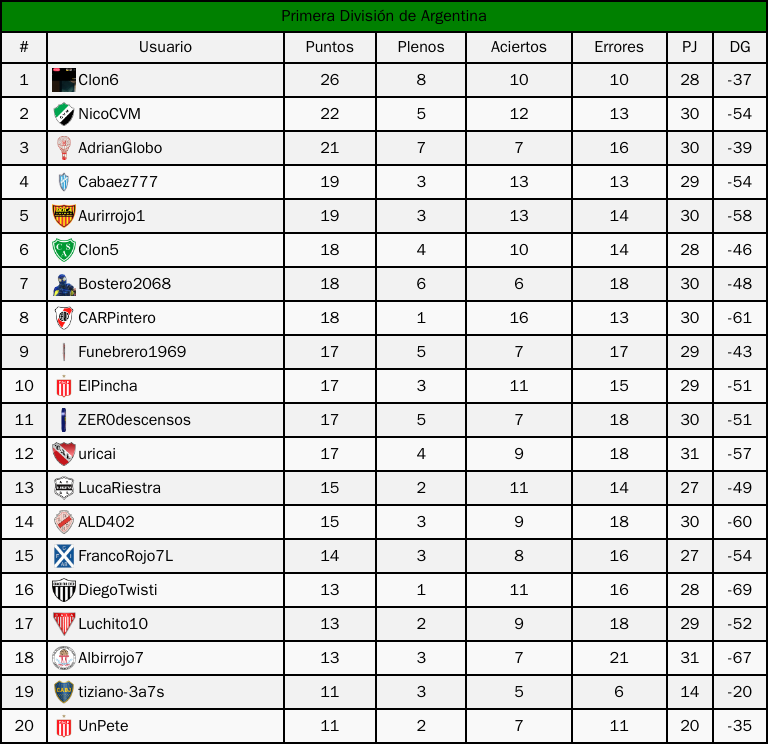 Primera División de Argentina
# Usuario Puntos Plenos Aciertos Errores PJ DG
1 Clon6 26 8 10 10 28 -37
2 NicoCVM 22 5 12 13 30 -54
3 AdrianGlobo 21 7 7 16 30 -39
4 Cabaez777 19 3 13 13 29 -54
5 Aurirrojo1 19 3 13 14 30 -58
6 Clon5 18 4 10 14 28 -46
7 Bostero2068 18 6 6 18 30 -48
8 CARPintero 18 1 16 13 30 -61
9 Funebrero1969 17 5 7 17 29 -43
10 ElPincha 17 3 11 15 29 -51
11 ZER0descensos 17 5 7 18 30 -51
12 uricai 17 4 9 18 31 -57
13 LucaRiestra 15 2 11 14 27 -49
14 ALD402 15 3 9 18 30 -60
15 FrancoRojo7L 14 3 8 16 27 -54
16 DiegoTwisti 13 1 11 16 28 -69
17 Luchito10 13 2 9 18 29 -52
18 Albirrojo7 13 3 7 21 31 -67
19 tiziano-3a7s 11 3 5 6 14 -20
20 UnPete 11 2 7 11 20 -35